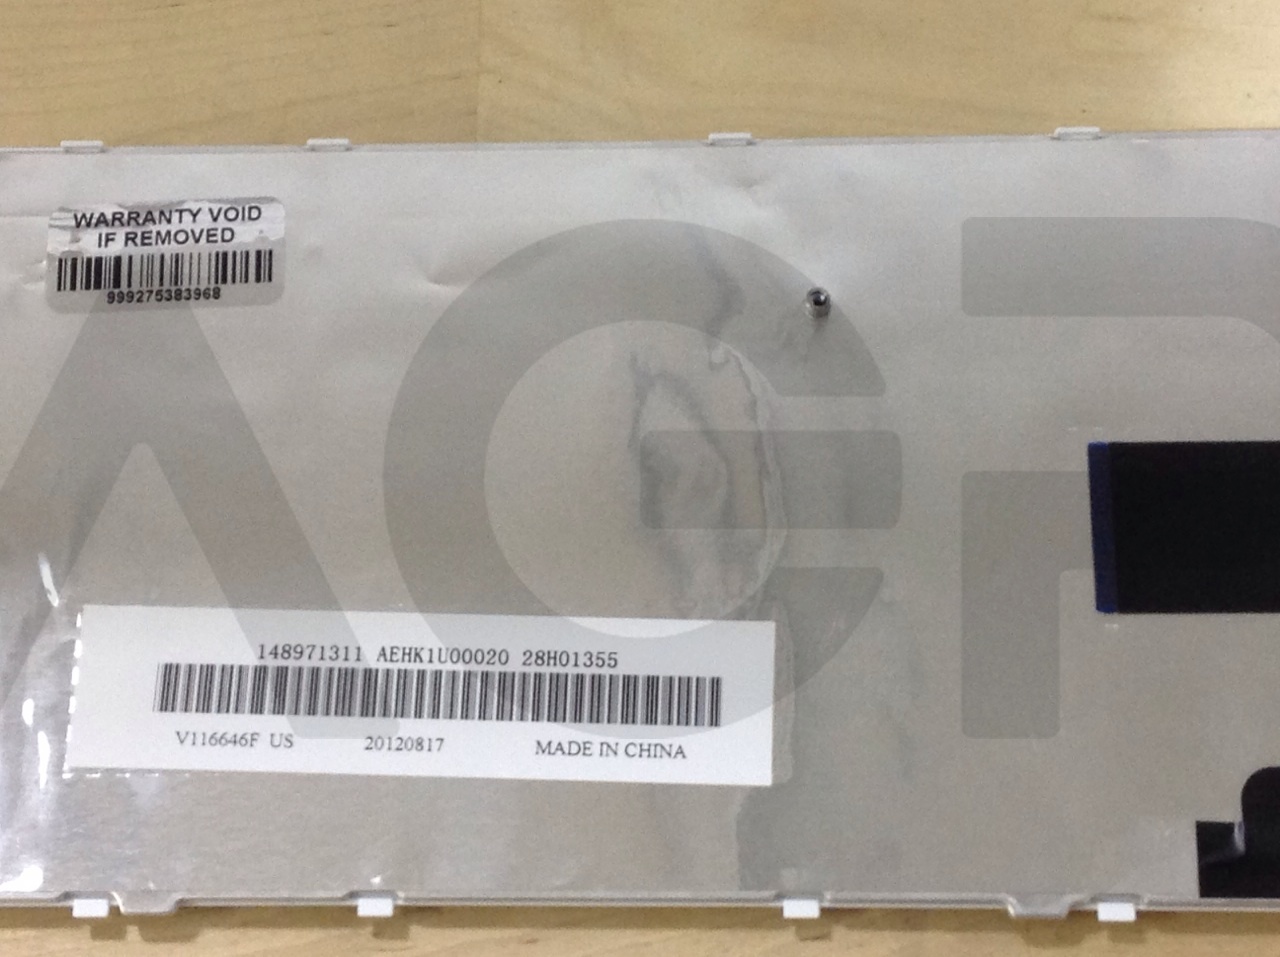 WARRANTY VOID
IF REMOVED
999275383968
148971311 AEHK1U00020 28H01355
V116646F US 20120817 MADE IN CHINA